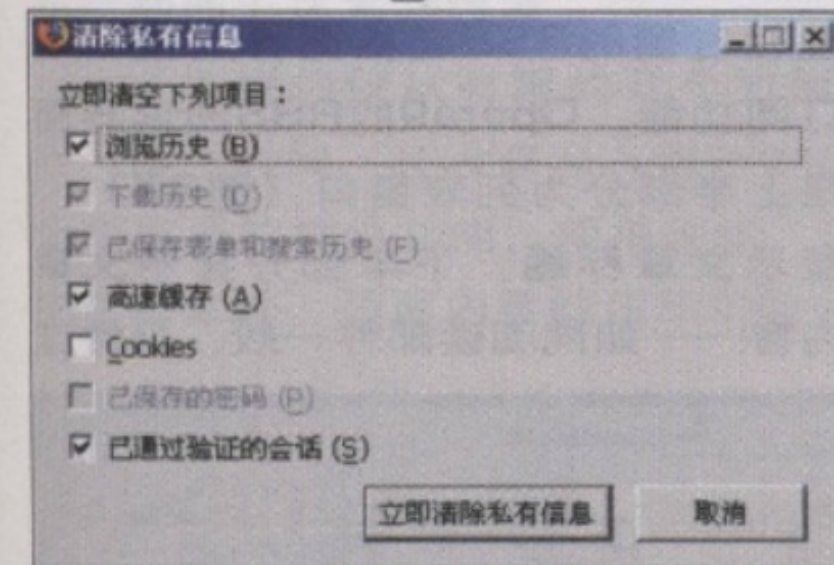 清除私有信息
立即清空下列项目：
浏览历史 (B)
下载历史 (D)
已保存表单和搜索历史 (F)
高速缓存 (A)
Cookies
已保存的密码 (P)
已通过验证的会话 (S)
立即清除私有信息 取消